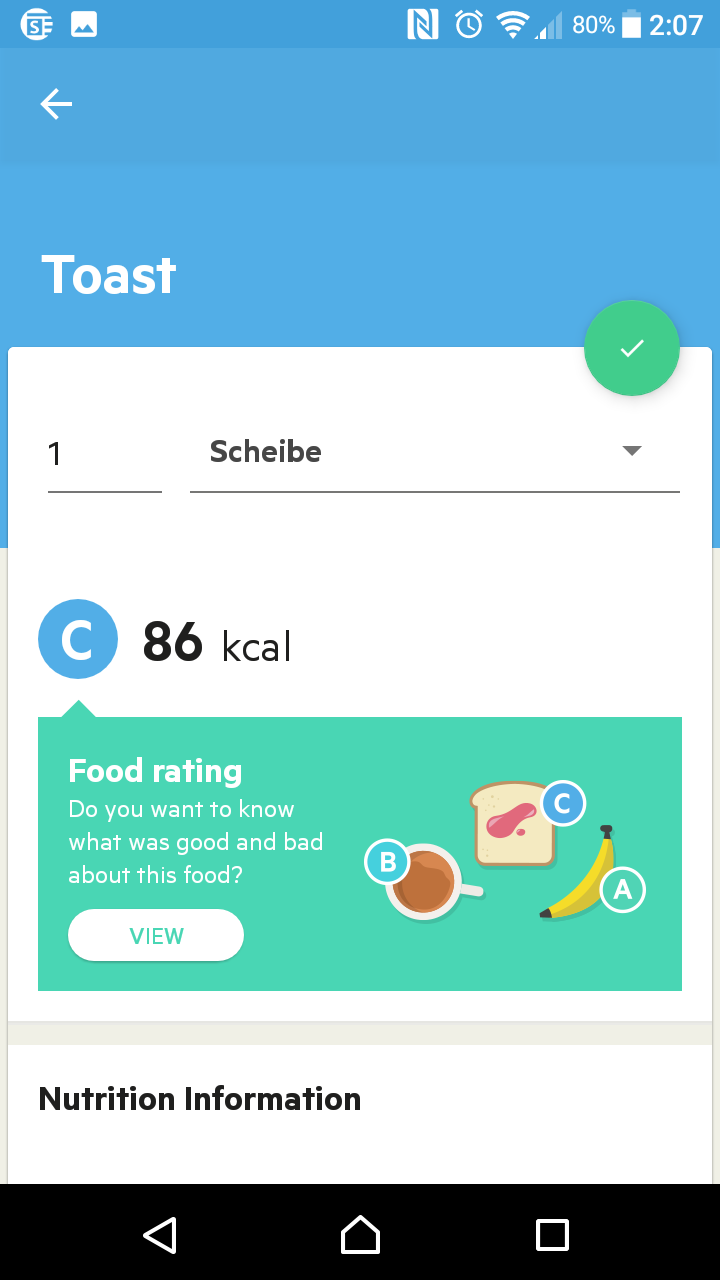 80% 2:07
Toast
1 Scheibe
C 86 kcal
Food rating
Do you want to know
what was good and bad
about this food?
VIEW
C
B
A
Nutrition Information